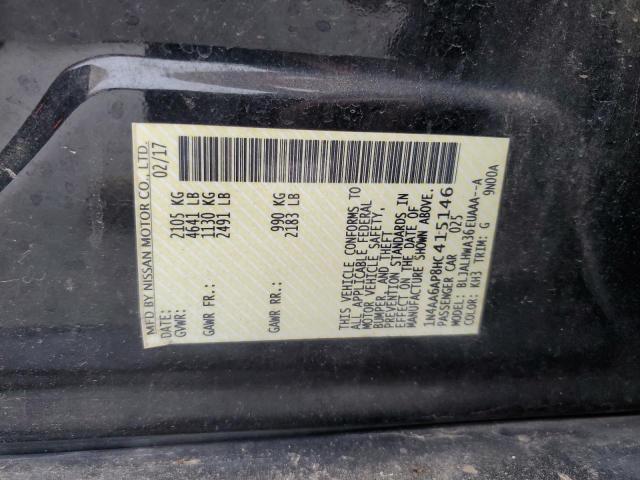 MFD BY NISSAN MOTOR CO., LTD.
DATE: 02/17
GVWR: 2105 KG
4641 LB
GAWR FR.: 1130 KG
2491 LB
GAWR RR.: 990 KG
2183 LB
THIS VEHICLE CONFORMS TO
ALL APPLICABLE FEDERAL
MOTOR VEHICLE SAFETY,
BUMPER, AND THEFT
PREVENTION STANDARDS IN
EFFECT ON THE DATE OF
MANUFACTURE SHOWN ABOVE.
1N4AA6AP8HC415146
PASSENGER CAR 025
MODEL: BLJALHWA36EUAAA--A
COLOR: KH3 TRIM: G 9N00A